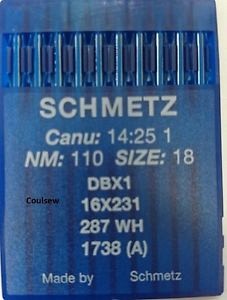 SCHMETZ
Canu: 14:25 1
NM: 110 SIZE: 18
DBX1
Coulsew
16X231
287 WH
1738 (A)
Made by Schmetz